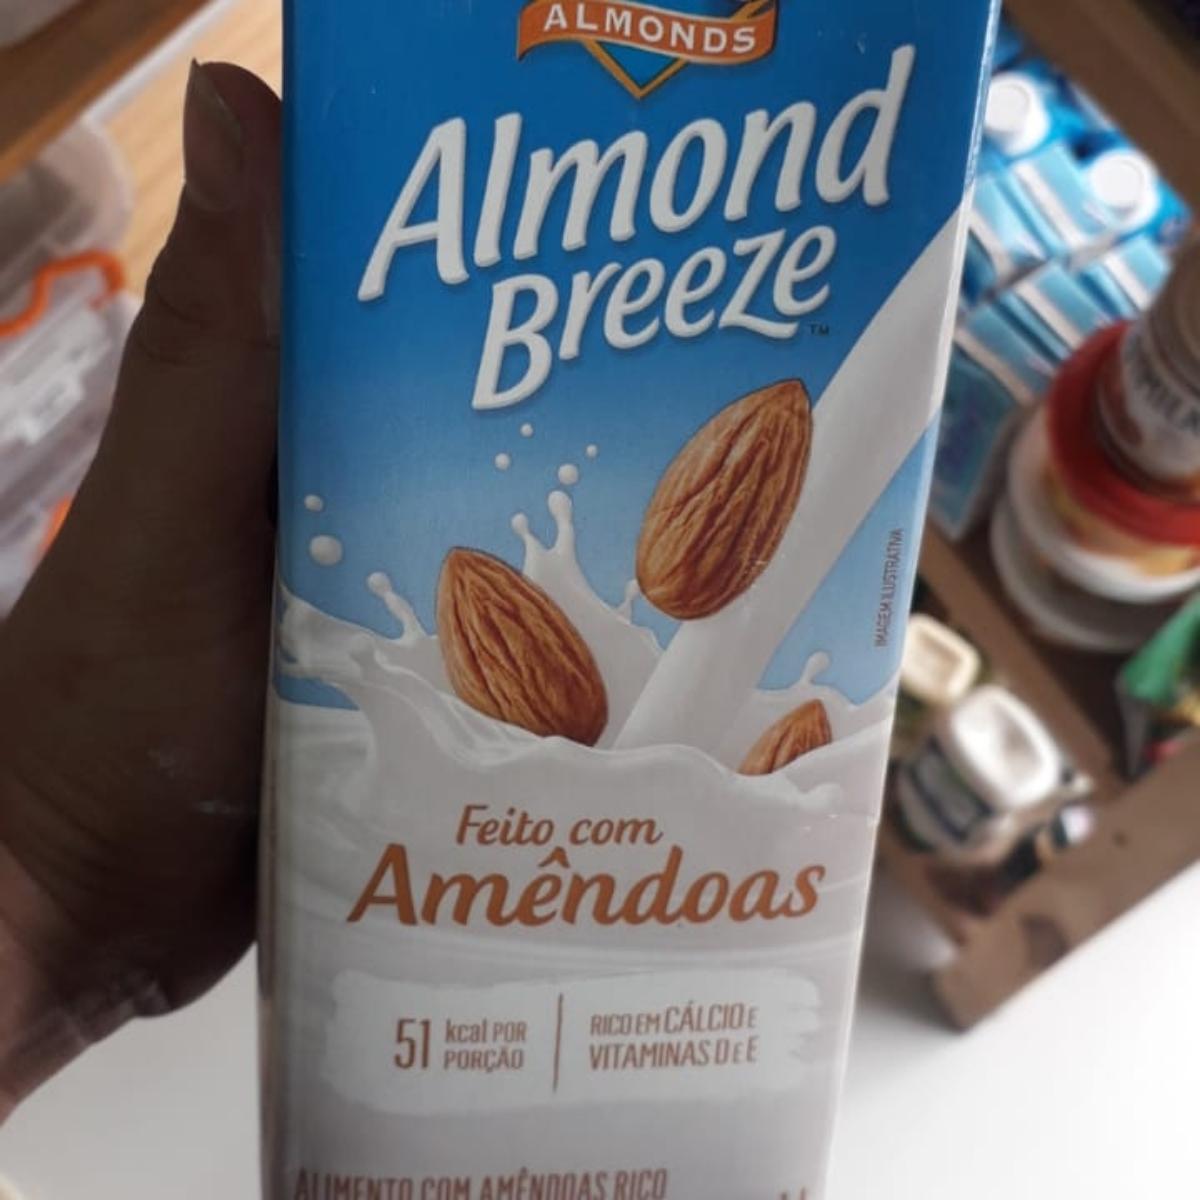 ALMONDS
Almond
Breeze
TM
IMAGEM ILUSTRATIVA
Feito com
Amêndoas
51 kcal POR
PORÇÃO
RICO EM CÁLCIO E
VITAMINAS D E E
ALIMENTO COM AMÊNDOAS RICO